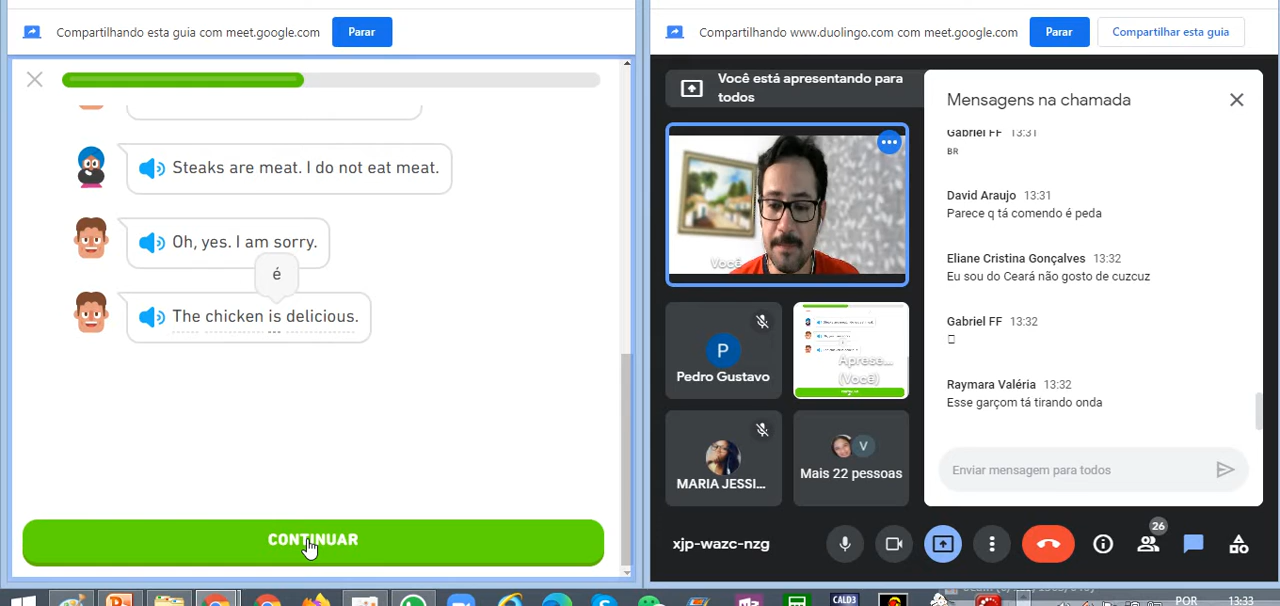 Compartilhando esta guia com meet.google.com
Parar
Steaks are meat. I do not eat meat.
Oh, yes. I am sorry.
é
The chicken is delicious.
CONTINUAR
Compartilhando www.duolingo.com com meet.google.com
Parar
Compartilhar esta guia
Você está apresentando para
todos
Você
Pedro Gustavo
Aprese...
(Você)
MARIA JESSI...
V
Mais 22 pessoas
P
Mensagens na chamada
Gabriel FF 13:31
BR
David Araujo 13:31
Parece q tá comendo é peda
Eliane Cristina Gonçalves 13:32
Eu sou do Ceará não gosto de cuzcuz
Gabriel FF 13:32
Raymara Valéria 13:32
Esse garçom tá tirando onda
Enviar mensagem para todos
xjp-wazc-nzg
26
CALD3
POR
13:33